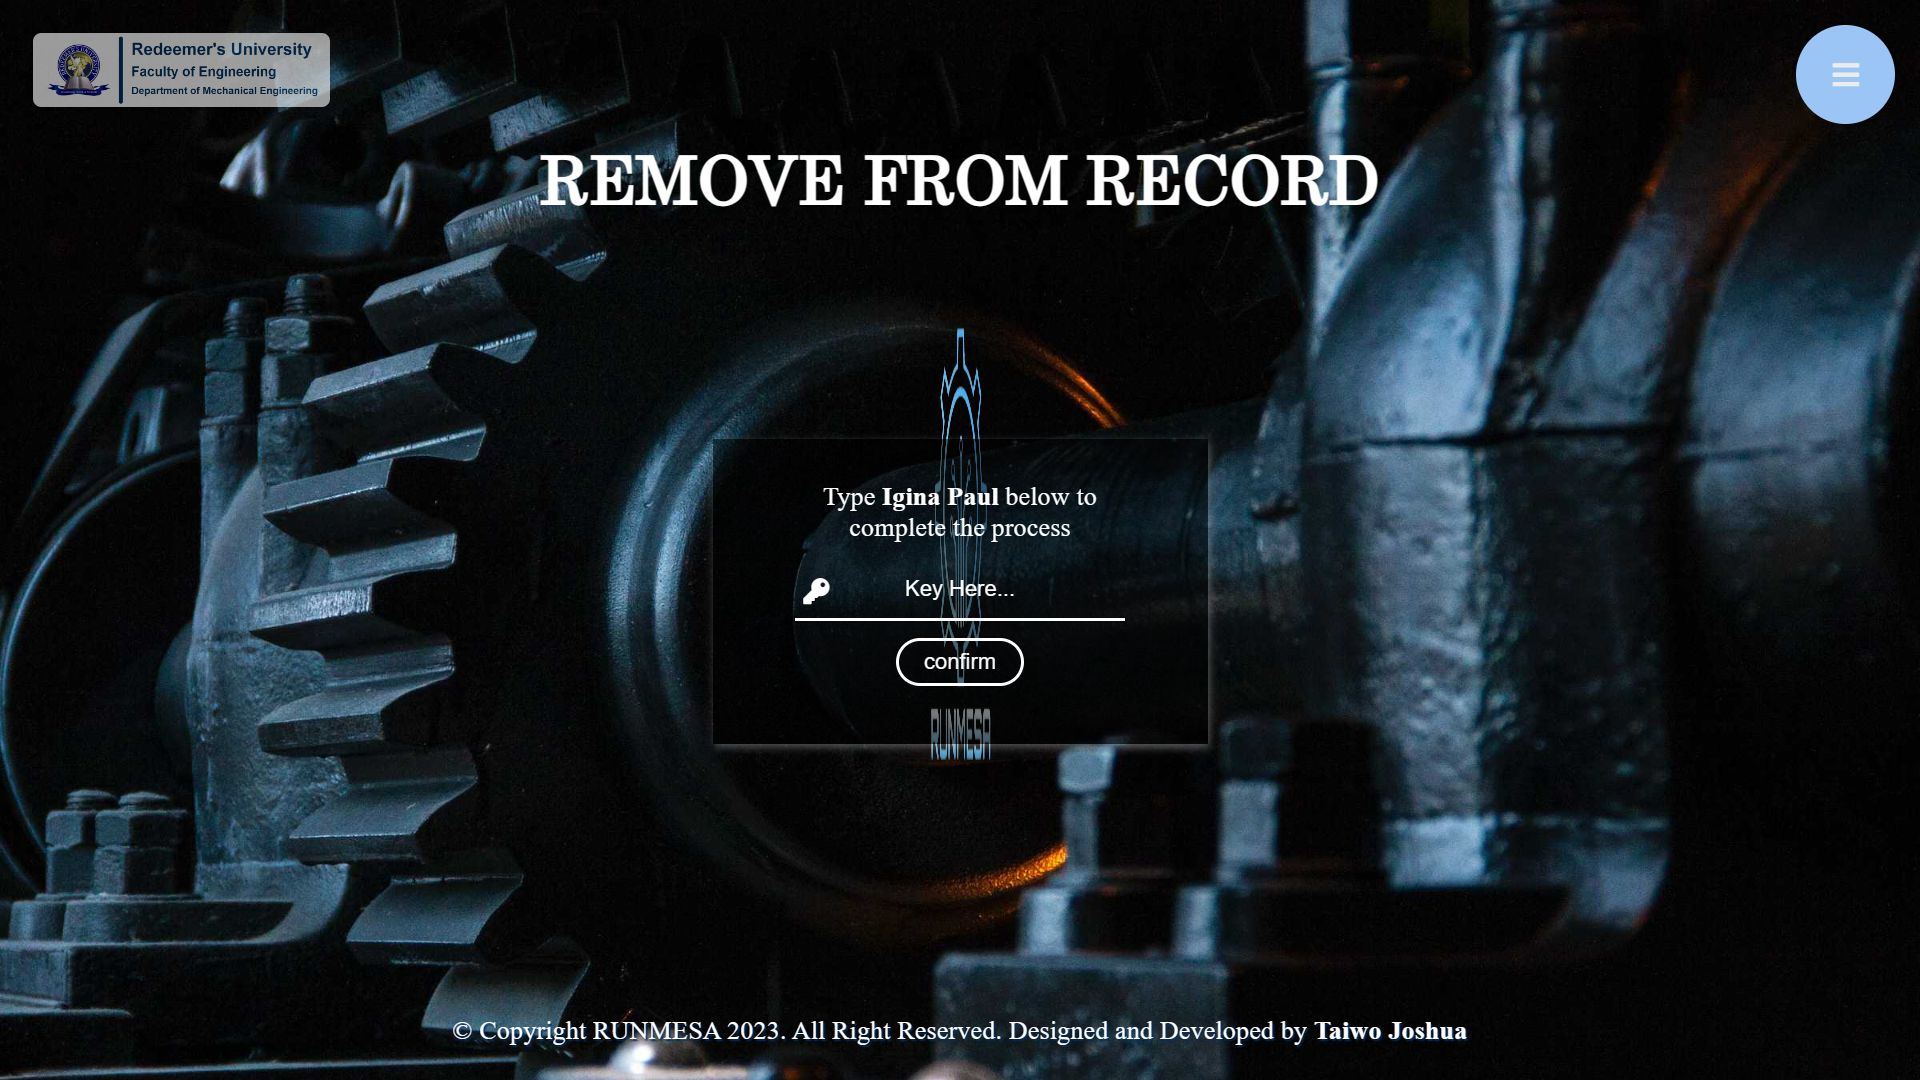 Redeemer's University
Faculty of Engineering
Department of Mechanical Engineering
REMOVE FROM RECORD
Type Igina Paul below to
complete the process
Key Here...
confirm
RUNMESA
© Copyright RUNMESA 2023. All Right Reserved. Designed and Developed by Taiwo Joshua